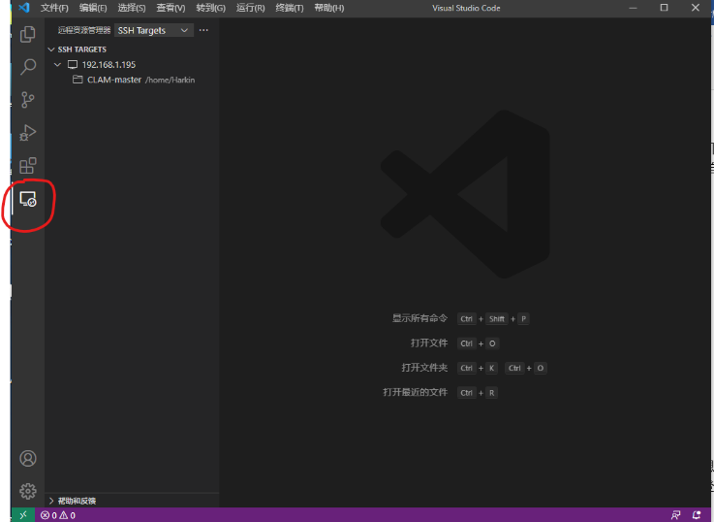 文件(F) 编辑(E) 选择(S) 查看(V) 转到(G) 运行(R) 终端(T) 帮助(H) Visual Studio Code
远程资源管理器 SSH Targets ···
SSH TARGETS
192.168.1.195
CLAM-master /home/Harkin
显示所有命令 Ctrl + Shift + P
打开文件 Ctrl + O
打开文件夹 Ctrl + K Ctrl + O
打开最近的文件 Ctrl + R
帮助和反馈
0 0